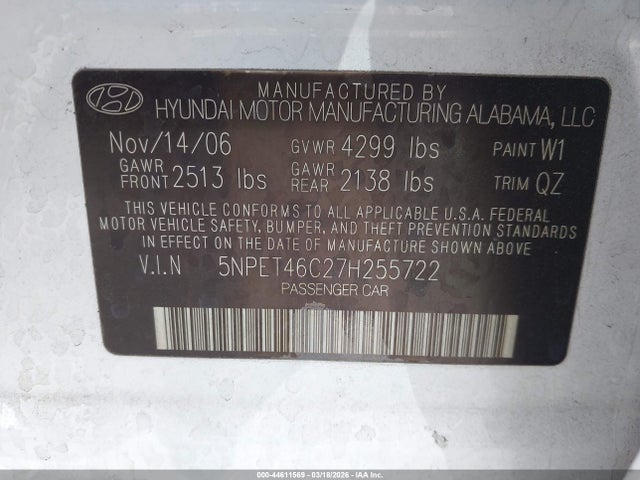 MANUFACTURED BY
HYUNDAI MOTOR MANUFACTURING ALABAMA, LLC
Nov/14/06 GVWR 4299 lbs PAINT W1
GAWR FRONT 2513 lbs GAWR REAR 2138 lbs TRIM QZ
THIS VEHICLE CONFORMS TO ALL APPLICABLE U.S.A. FEDERAL
MOTOR VEHICLE SAFETY, BUMPER, AND THEFT PREVENTION STANDARDS
IN EFFECT ON THE DATE OF MANUFACTURE SHOWN ABOVE
V.I.N 5NPET46C27H255722
PASSENGER CAR
000-44611569 | 03/18/2026 - IAA Inc.